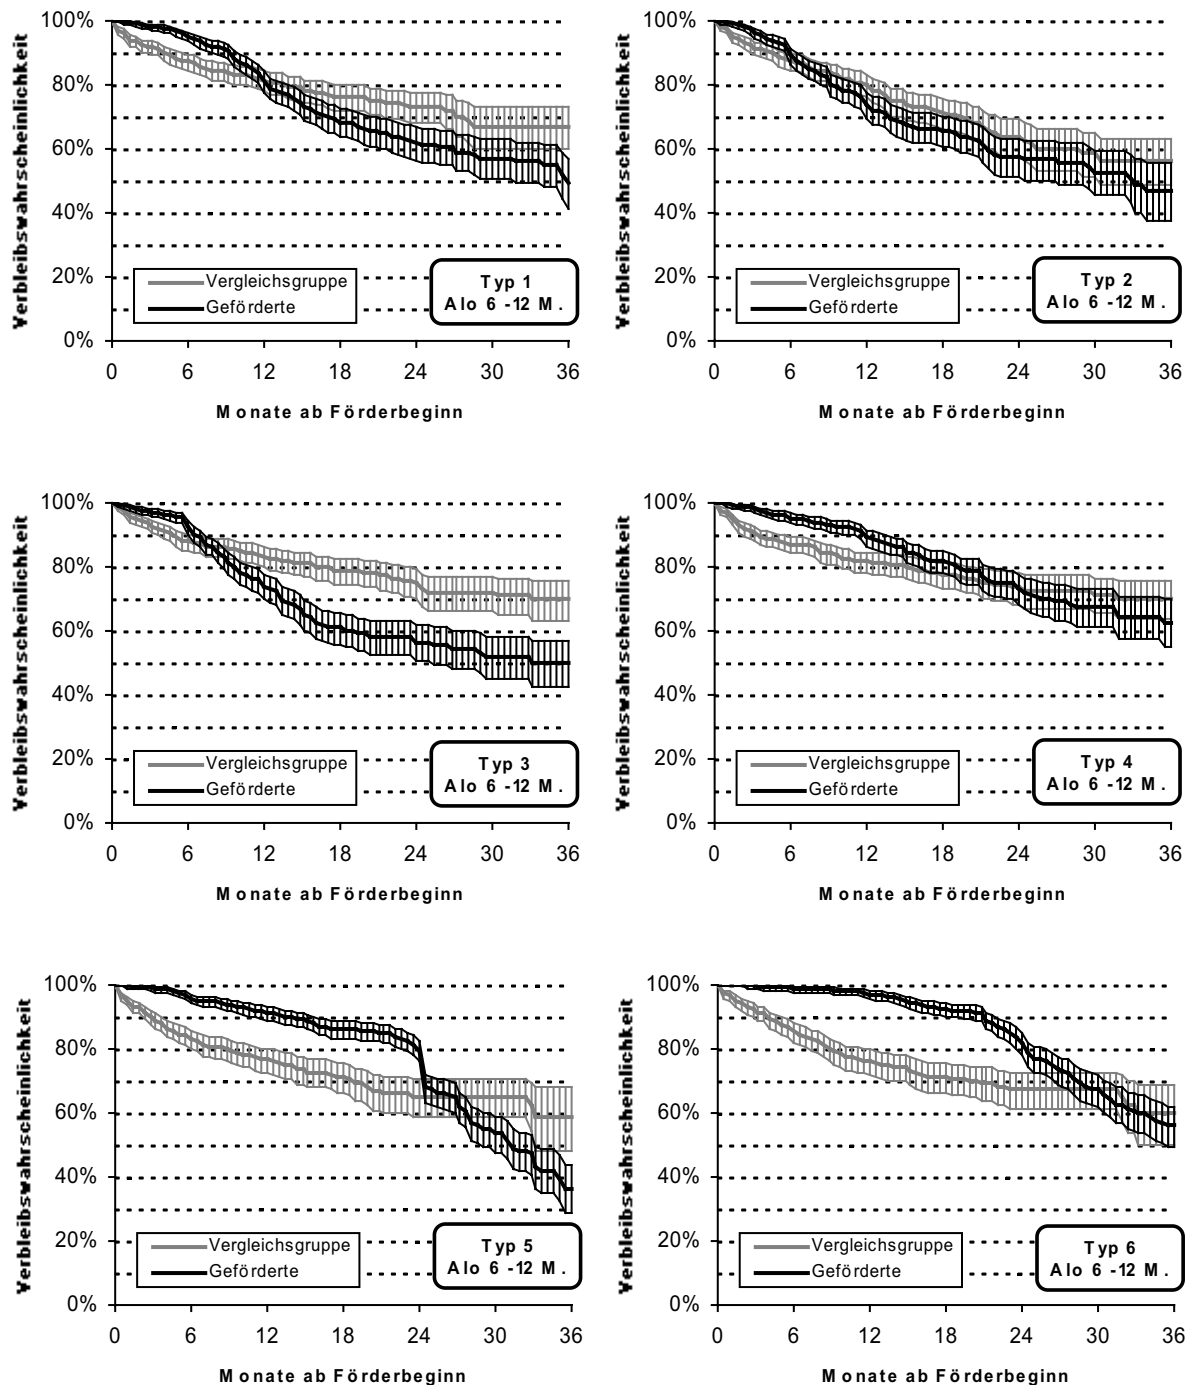 Verbleibswahrscheinlichkeit
100%
80%
60%
40%
20%
0%
Vergleichsgruppe
Geförderte
Typ 1
Alo 6 -12 M.
0 6 12 18 24 30 36
Monate ab Förderbeginn
Verbleibswahrscheinlichkeit
100%
80%
60%
40%
20%
0%
Vergleichsgruppe
Geförderte
Typ 2
Alo 6 -12 M.
0 6 12 18 24 30 36
Monate ab Förderbeginn
Verbleibswahrscheinlichkeit
100%
80%
60%
40%
20%
0%
Vergleichsgruppe
Geförderte
Typ 3
Alo 6 -12 M.
0 6 12 18 24 30 36
Monate ab Förderbeginn
Verbleibswahrscheinlichkeit
100%
80%
60%
40%
20%
0%
Vergleichsgruppe
Geförderte
Typ 4
Alo 6 -12 M.
0 6 12 18 24 30 36
Monate ab Förderbeginn
Verbleibswahrscheinlichkeit
100%
80%
60%
40%
20%
0%
Vergleichsgruppe
Geförderte
Typ 5
Alo 6 -12 M.
0 6 12 18 24 30 36
Monate ab Förderbeginn
Verbleibswahrscheinlichkeit
100%
80%
60%
40%
20%
0%
Vergleichsgruppe
Geförderte
Typ 6
Alo 6 -12 M.
0 6 12 18 24 30 36
Monate ab Förderbeginn